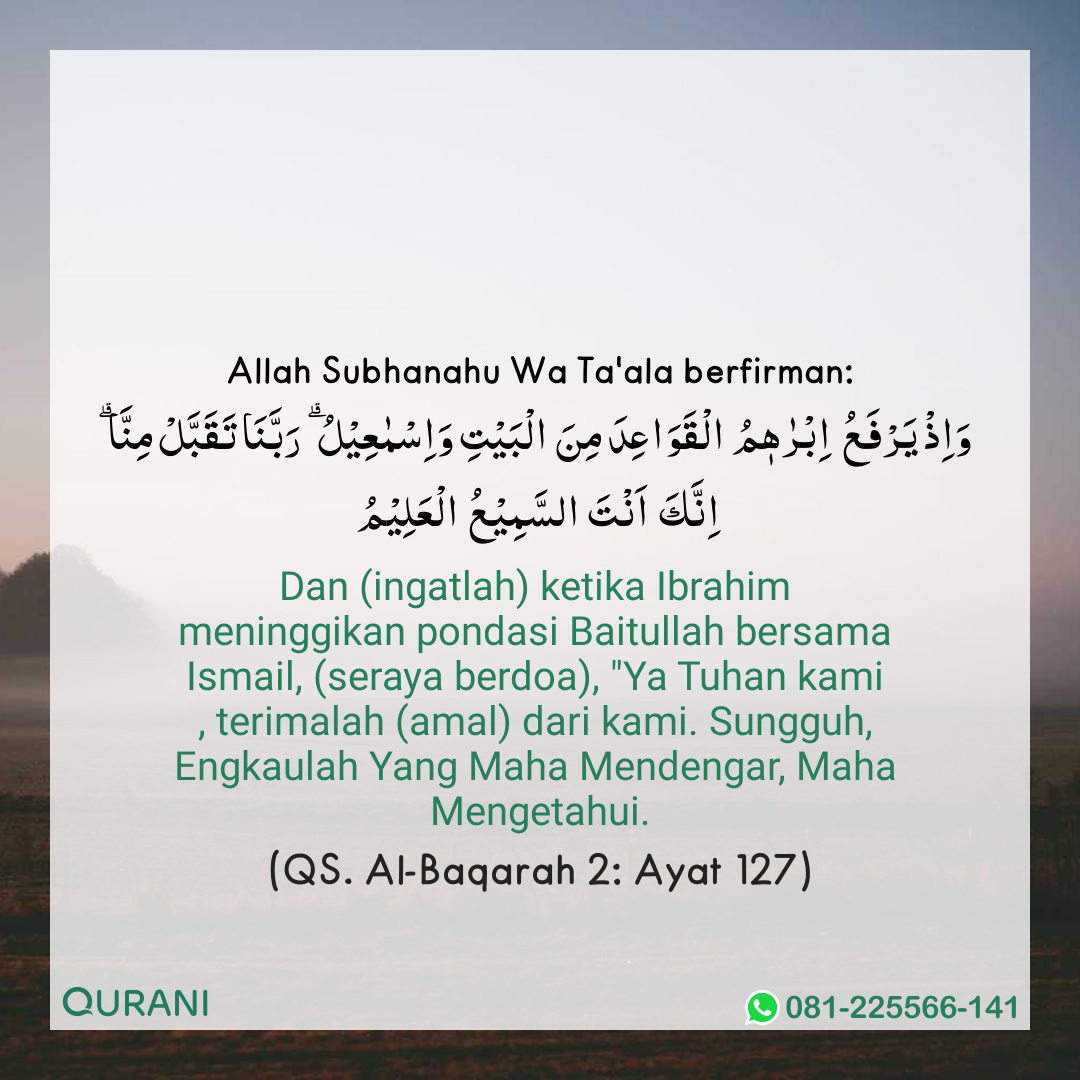 Allah Subhanahu Wa Ta'ala berfirman:
وَاِذْ يَرْفَعُ اِبْرٰهٖمُ الْقَوَاعِدَ مِنَ الْبَيْتِ وَاِسْمٰعِيْلُۗ رَبَّنَا تَقَبَّلْ مِنَّاۗ
اِنَّكَ اَنْتَ السَّمِيْعُ الْعَلِيْمُ
Dan (ingatlah) ketika Ibrahim
meninggikan pondasi Baitullah bersama
Ismail, (seraya berdoa), "Ya Tuhan kami
, terimalah (amal) dari kami. Sungguh,
Engkaulah Yang Maha Mendengar, Maha
Mengetahui.
(QS. Al-Baqarah 2: Ayat 127)
QURANI
081-225566-141